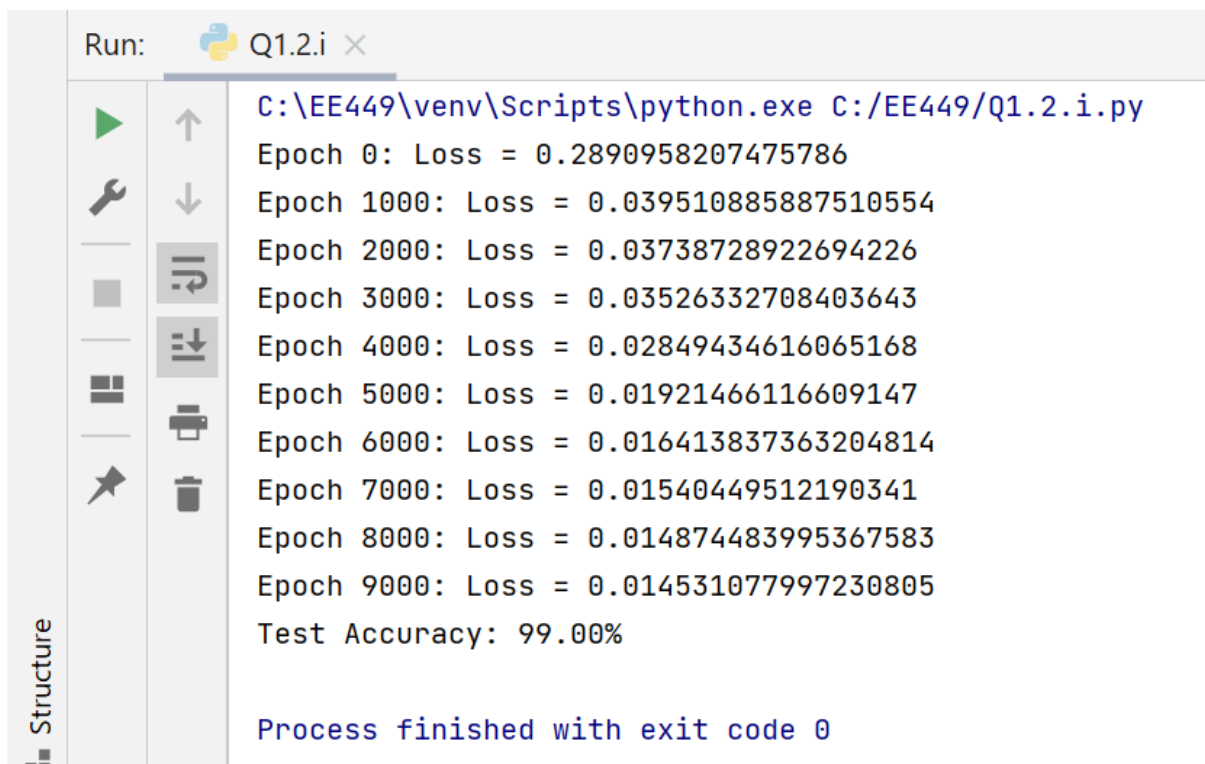 Run: Q1.2.i
C:\EE449\venv\Scripts\python.exe C:/EE449/Q1.2.i.py
Epoch 0: Loss = 0.2890958207475786
Epoch 1000: Loss = 0.039510885887510554
Epoch 2000: Loss = 0.03738728922694226
Epoch 3000: Loss = 0.03526332708403643
Epoch 4000: Loss = 0.02849434616065168
Epoch 5000: Loss = 0.01921466116609147
Epoch 6000: Loss = 0.016413837363204814
Epoch 7000: Loss = 0.01540449512190341
Epoch 8000: Loss = 0.014874483995367583
Epoch 9000: Loss = 0.014531077997230805
Test Accuracy: 99.00%
Process finished with exit code 0
Structure